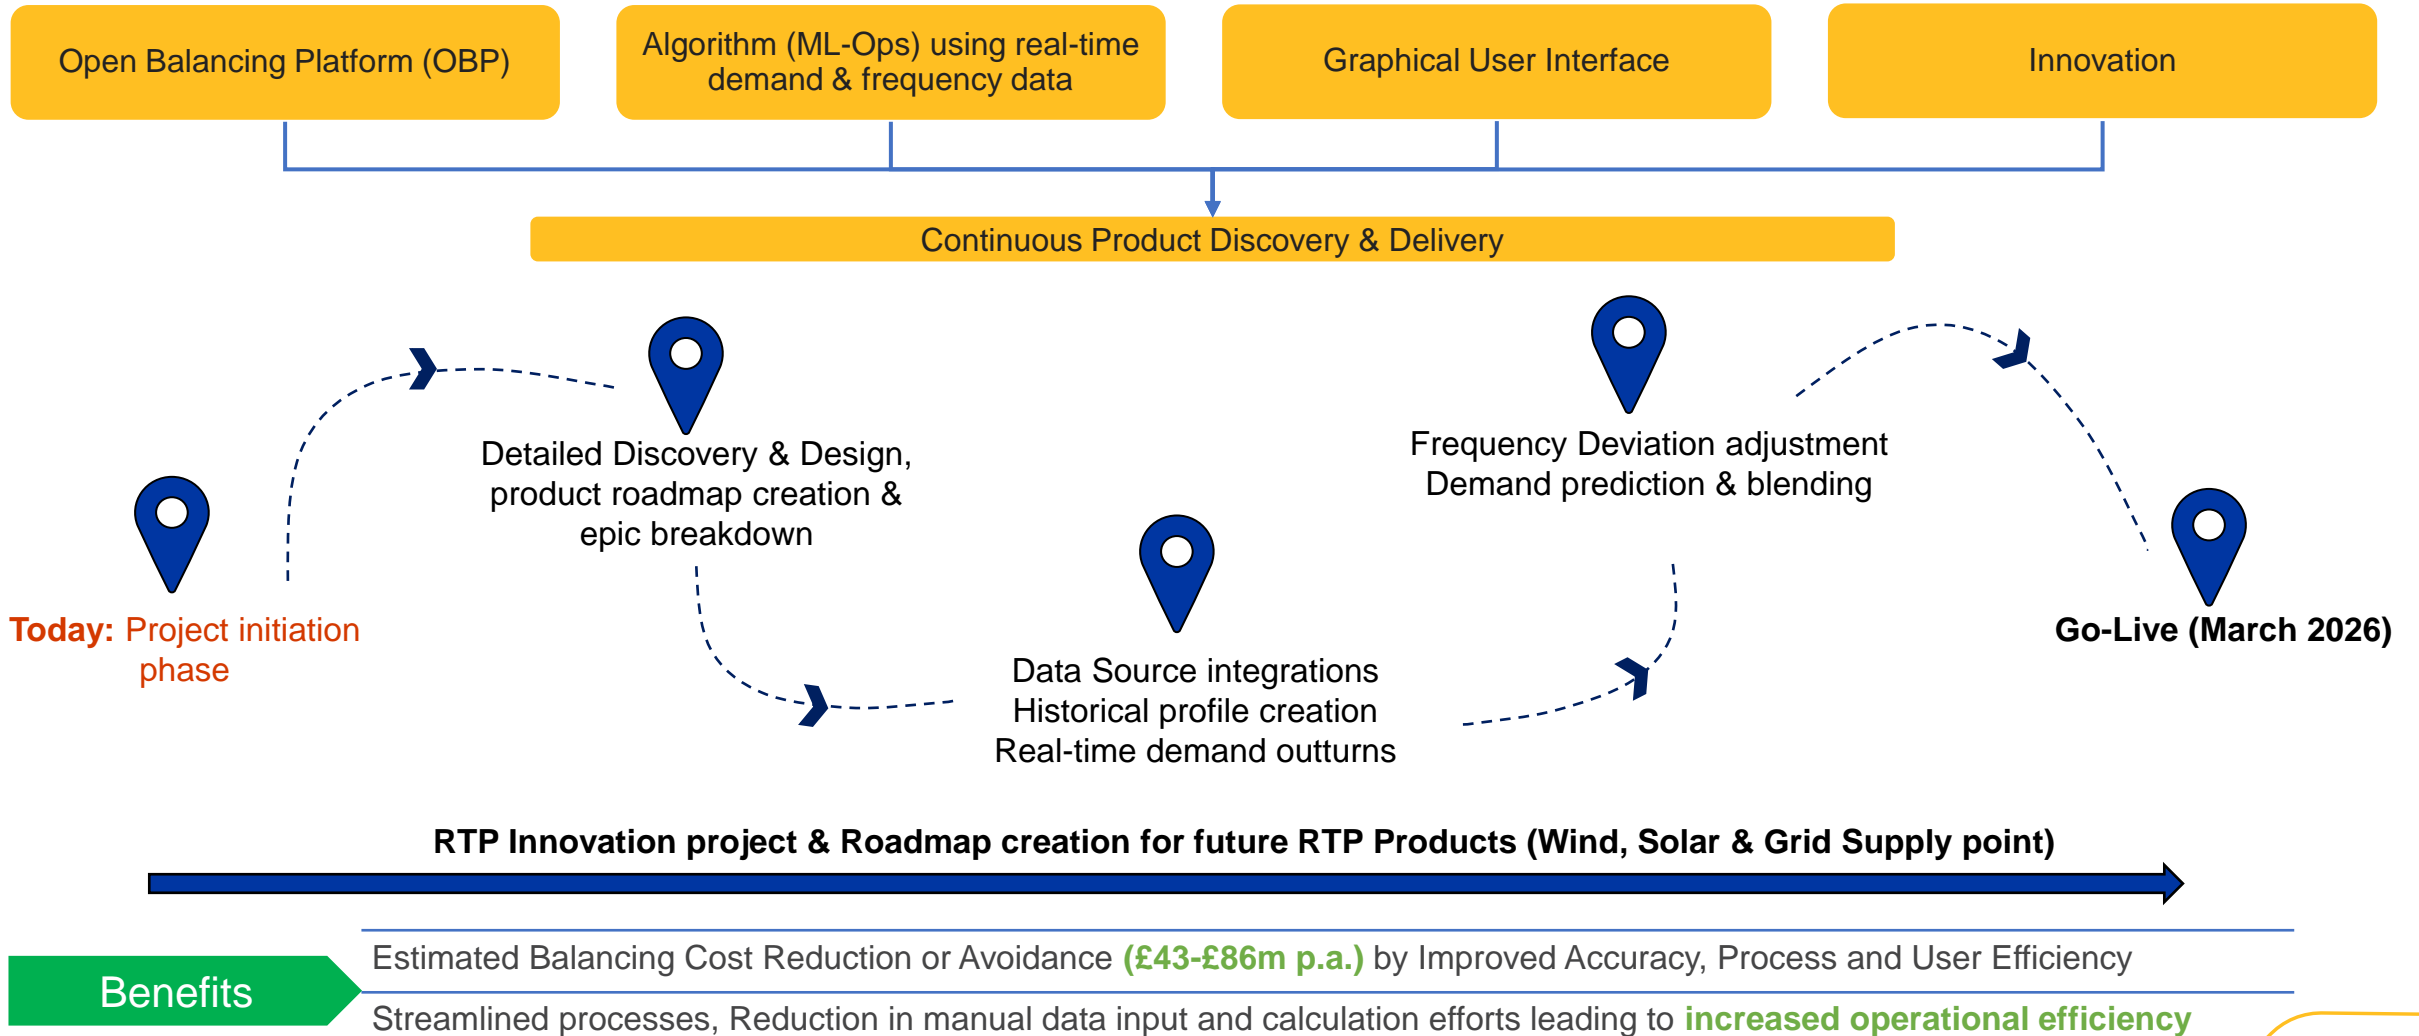 Open Balancing Platform (OBP)
Algorithm (ML-Ops) using real-time
demand & frequency data
Graphical User Interface
Innovation
Continuous Product Discovery & Delivery
Today: Project initiation
phase
Detailed Discovery & Design,
product roadmap creation &
epic breakdown
Data Source integrations
Historical profile creation
Real-time demand outturns
Frequency Deviation adjustment
Demand prediction & blending
Go-Live (March 2026)
RTP Innovation project & Roadmap creation for future RTP Products (Wind, Solar & Grid Supply point)
Benefits
Estimated Balancing Cost Reduction or Avoidance (£43-£86m p.a.) by Improved Accuracy, Process and User Efficiency
Streamlined processes, Reduction in manual data input and calculation efforts leading to increased operational efficiency